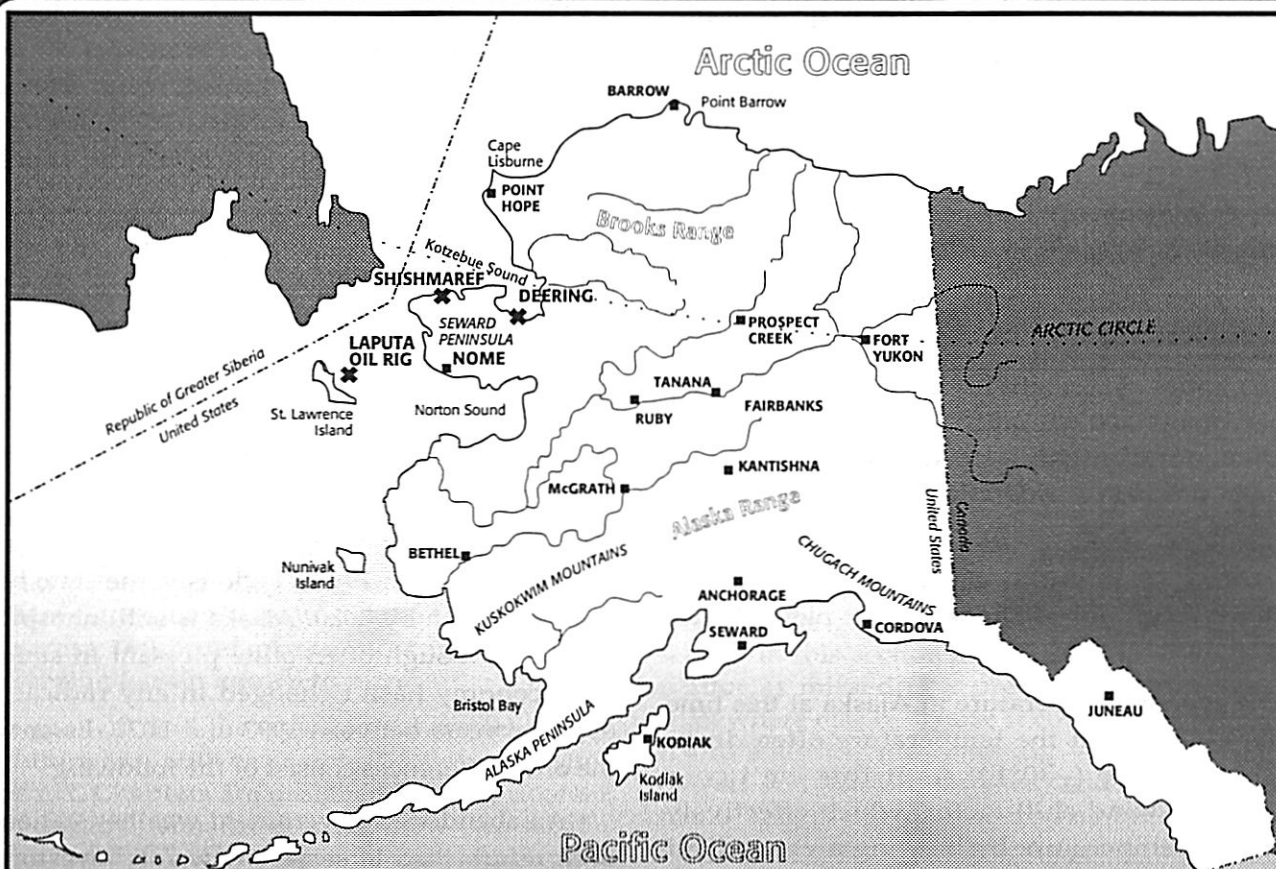 Arctic Ocean
BARROW
Point Barrow
Cape
Lisburne
POINT
HOPE
Brooks Range
Kotzebue Sound
SHISHMAREF
DEERING
SEWARD
PENINSULA
PROSPECT
CREEK
ARCTIC CIRCLE
FORT
YUKON
LAPUTA
OIL RIG
NOME
Republic of Greater Siberia
United States
St. Lawrence
Island
Norton Sound
TANANA
RUBY
FAIRBANKS
KANTISHNA
McGRATH
Alaska Range
United States
Canada
Nunivak
Island
BETHEL
KUSKOKWIM MOUNTAINS
CHUGACH MOUNTAINS
ANCHORAGE
SEWARD
CORDOVA
JUNEAU
Bristol Bay
ALASKA PENINSULA
KODIAK
Kodiak
Island
Pacific Ocean